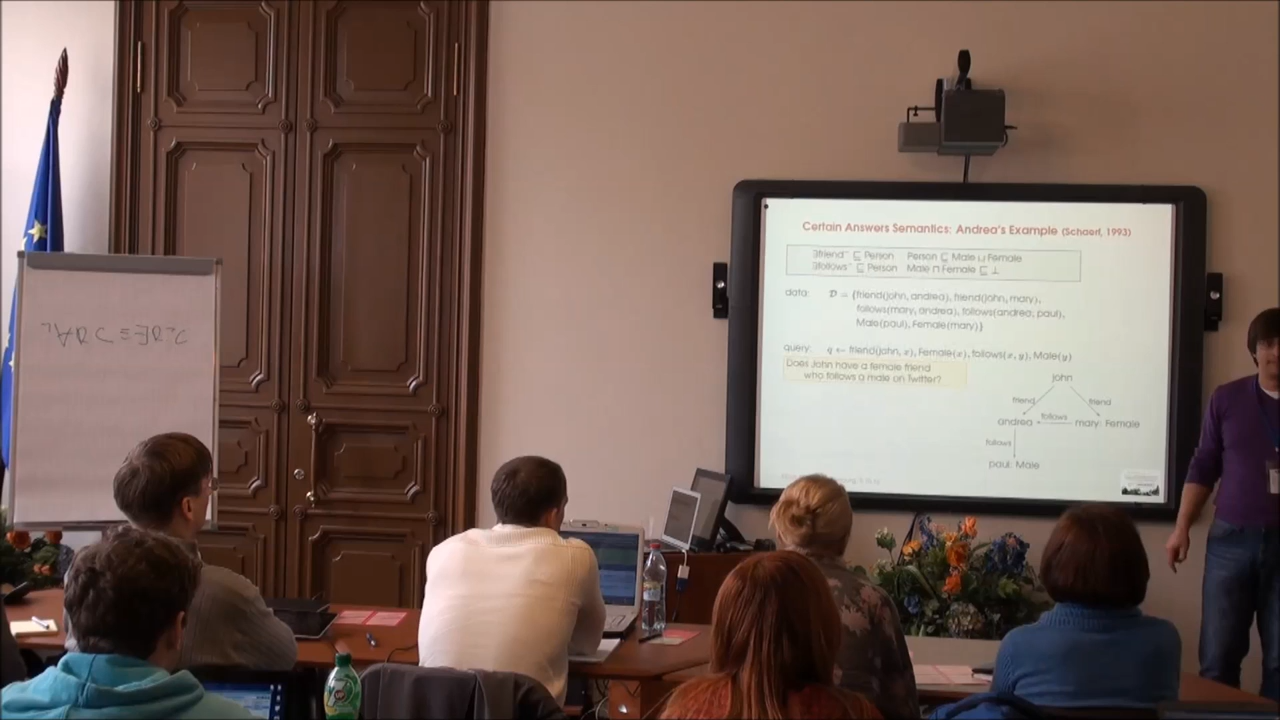 Certain Answers Semantics: Andrea's Example (Schaerf, 1993)
∃friend⁻ ⊑ Person Person ⊑ Male ⊔ Female
∃follows⁻ ⊑ Person Male ⊓ Female ⊑ ⊥
data: D = {friend(john, andrea), friend(john, mary),
follows(mary, andrea), follows(andrea, paul),
Male(paul), Female(mary)}
query: q ← friend(john, x), Female(x), follows(x, y), Male(y)
Does John have a female friend
who follows a male on Twitter?
john
friend friend
follows
andrea mary: Female
follows
paul: Male